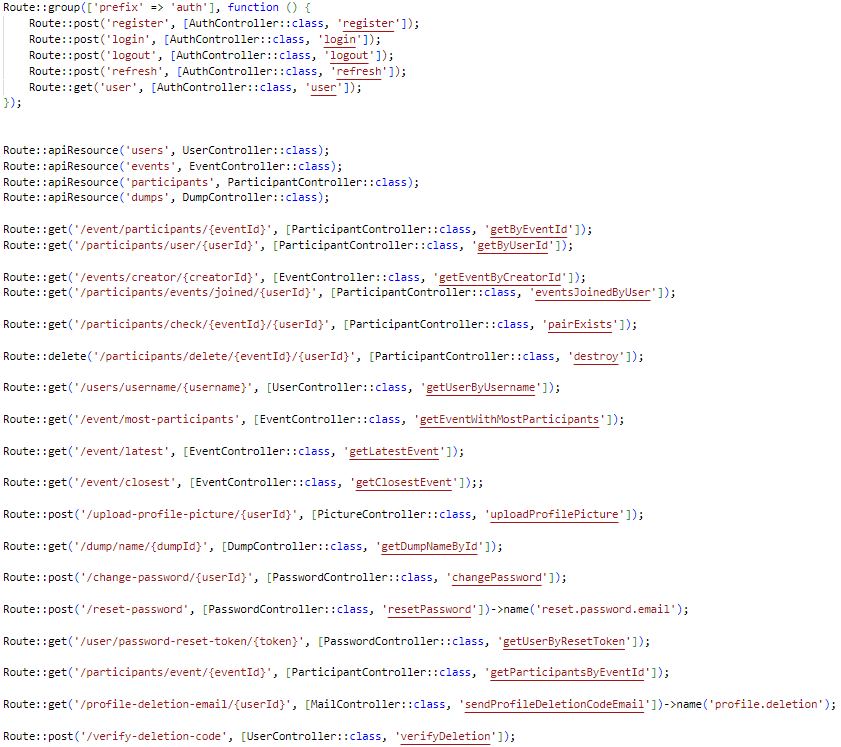 Route::group(['prefix' => 'auth'], function () {
    Route::post('register', [AuthController::class, 'register']);
    Route::post('login', [AuthController::class, 'login']);
    Route::post('logout', [AuthController::class, 'logout']);
    Route::post('refresh', [AuthController::class, 'refresh']);
    Route::get('user', [AuthController::class, 'user']);
});
Route::apiResource('users', UserController::class);
Route::apiResource('events', EventController::class);
Route::apiResource('participants', ParticipantController::class);
Route::apiResource('dumps', DumpController::class);
Route::get('/event/participants/{eventId}', [ParticipantController::class, 'getByEventId']);
Route::get('/participants/user/{userId}', [ParticipantController::class, 'getByUserId']);
Route::get('/events/creator/{creatorId}', [EventController::class, 'getEventByCreatorId']);
Route::get('/participants/events/joined/{userId}', [ParticipantController::class, 'eventsJoinedByUser']);
Route::get('/participants/check/{eventId}/{userId}', [ParticipantController::class, 'pairExists']);
Route::delete('/participants/delete/{eventId}/{userId}', [ParticipantController::class, 'destroy']);
Route::get('/users/username/{username}', [UserController::class, 'getUserByUsername']);
Route::get('/event/most-participants', [EventController::class, 'getEventWithMostParticipants']);
Route::get('/event/latest', [EventController::class, 'getLatestEvent']);
Route::get('/event/closest', [EventController::class, 'getClosestEvent']);;
Route::post('/upload-profile-picture/{userId}', [PictureController::class, 'uploadProfilePicture']);
Route::get('/dump/name/{dumpId}', [DumpController::class, 'getDumpNameById']);
Route::post('/change-password/{userId}', [PasswordController::class, 'changePassword']);
Route::post('/reset-password', [PasswordController::class, 'resetPassword'])->name('reset.password.email');
Route::get('/user/password-reset-token/{token}', [PasswordController::class, 'getUserByResetToken']);
Route::get('/participants/event/{eventId}', [ParticipantController::class, 'getParticipantsByEventId']);
Route::get('/profile-deletion-email/{userId}', [MailController::class, 'sendProfileDeletionCodeEmail'])->name('profile.deletion');
Route::post('/verify-deletion-code', [UserController::class, 'verifyDeletion']);